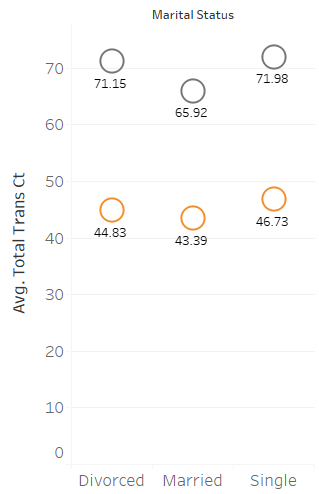 Marital Status
Avg. Total Trans Ct
70
60
50
40
30
20
10
0
71.15
65.92
71.98
44.83
43.39
46.73
Divorced
Married
Single